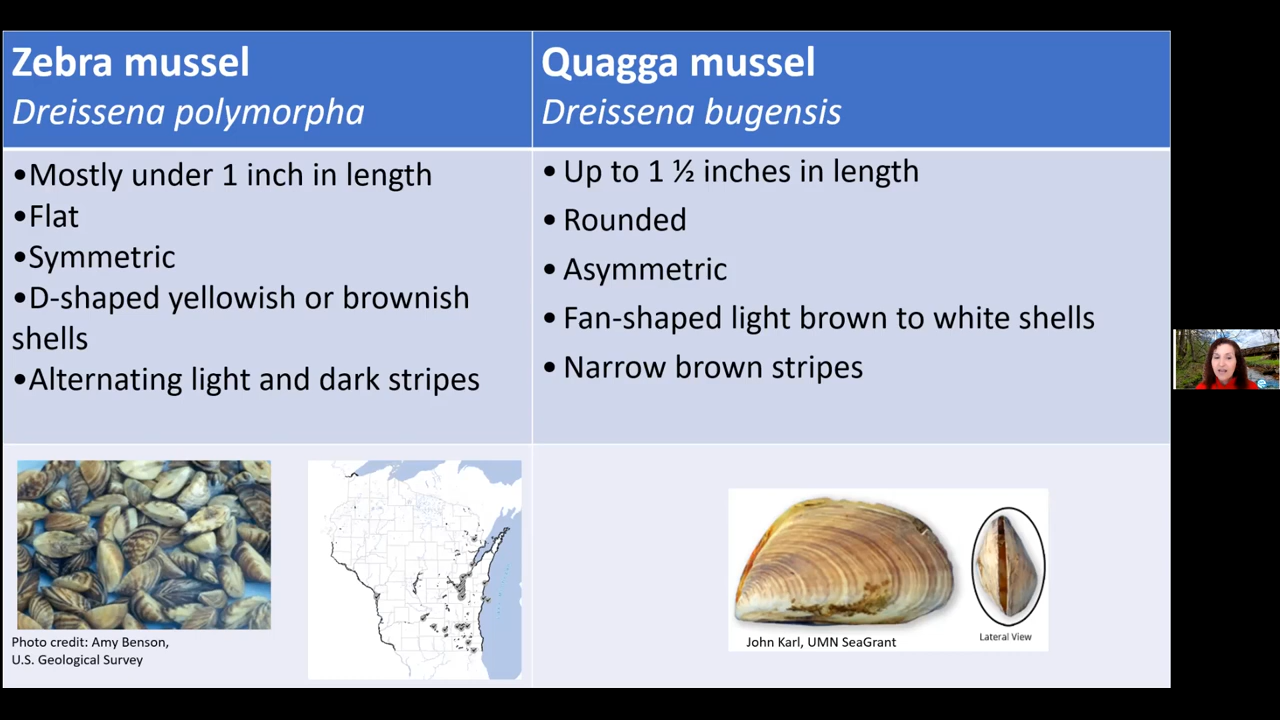 Zebra mussel
Dreissena polymorpha
•Mostly under 1 inch in length
•Flat
•Symmetric
•D-shaped yellowish or brownish
shells
•Alternating light and dark stripes
Photo credit: Amy Benson,
U.S. Geological Survey
Quagga mussel
Dreissena bugensis
• Up to 1 ½ inches in length
• Rounded
• Asymmetric
• Fan-shaped light brown to white shells
• Narrow brown stripes
John Karl, UMN SeaGrant
Lateral View